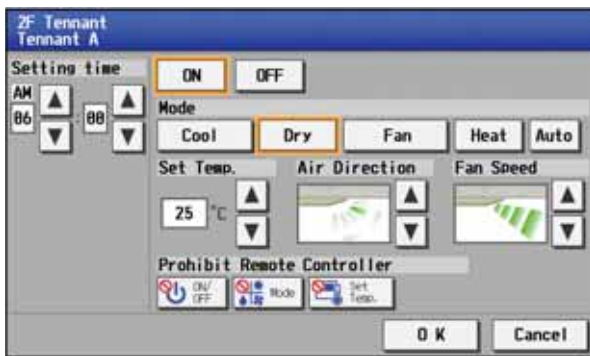 2F Tennant
Tennant A
Setting time
AM
06 : 00
ON OFF
Mode
Cool Dry Fan Heat Auto
Set Temp. Air Direction Fan Speed
25 °C
Prohibit Remote Controller
ON/OFF Mode Set Temp.
OK Cancel